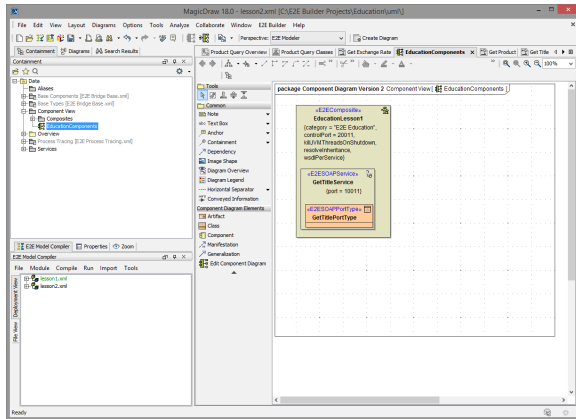 MagicDraw 18.0 - lesson2.xml [C:\E2E Builder Projects\Education\uml\]
File Edit View Layout Diagrams Options Tools Analyze Collaborate Window E2E Builder Help
Perspective: E2E Modeler Create Diagram
Containment Diagrams Search Results
Product Query Overview Product Query Classes Get Exchange Rate EducationComponents Get Product Get Title
Containment
100%
Data
Aliases
Base Components [E2E Bridge Base.xml]
Base Types [E2E Bridge Base.xml]
Component View
Composites
EducationComponents
Overview
Process Tracing [E2E Process Tracing.xml]
Services
Tools
Common
Note
Text Box
Anchor
Containment
Dependency
Image Shape
Diagram Overview
Diagram Legend
Horizontal Separator
Conveyed Information
Component Diagram Elements
Artifact
Class
Component
Manifestation
Generalization
Edit Component Diagram
package Component Diagram Version 2 Component View[ EducationComponents ]
«E2EComposite»
EducationLesson1
{category = "E2E Education",
controlPort = 20011,
killUVMThreadsOnShutdown,
resolveInheritance,
wsdlPerService}
«E2ESOAPService»
GetTitleService
{port = 10011}
«E2ESOAPPortType»
GetTitlePortType
E2E Model Compiler Properties Zoom
E2E Model Compiler
File Module Compile Run Import Tools
Deployment View
File View
lesson1.xml
lesson2.xml
Ready